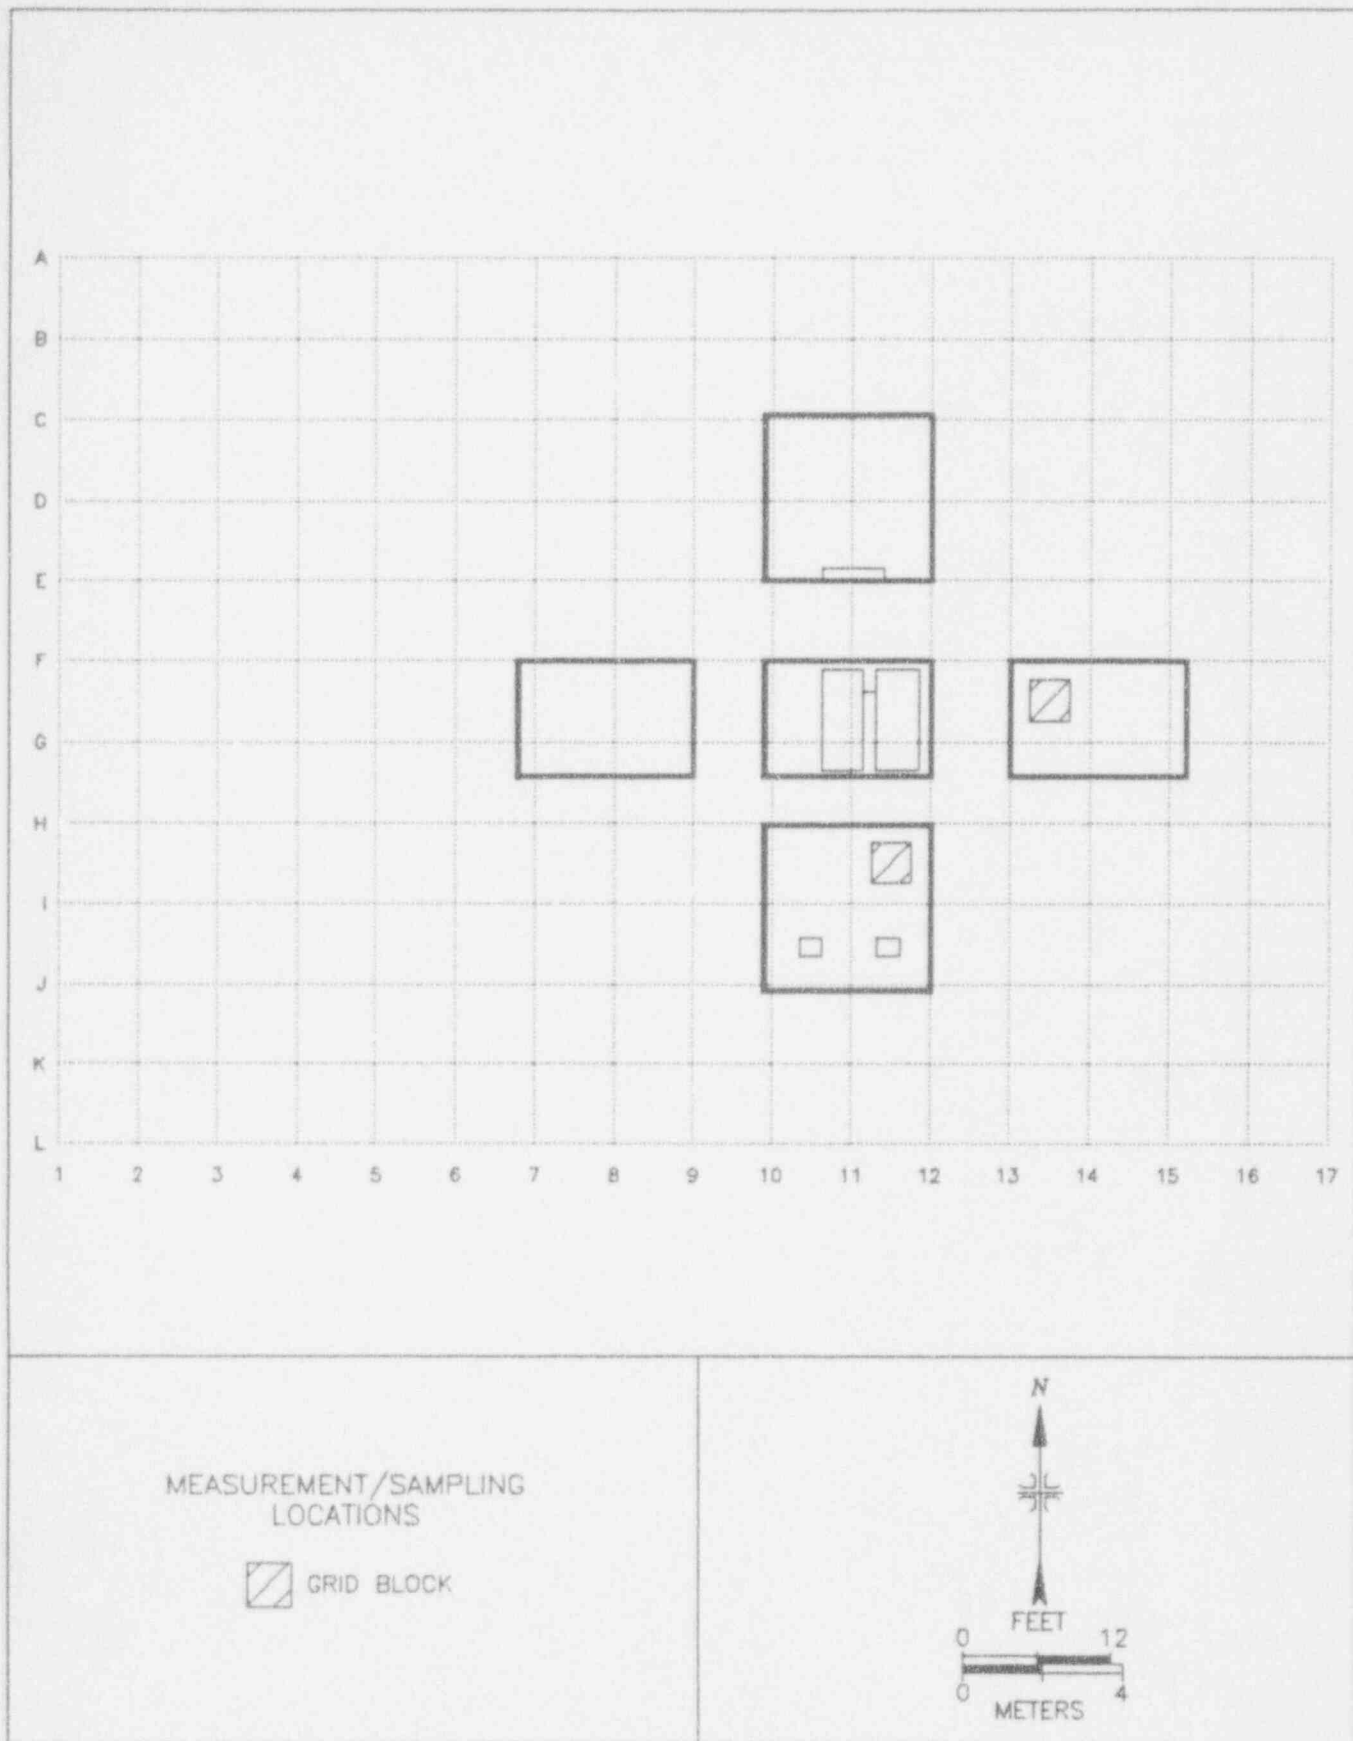 A
B
C
D
E
F
G
H
I
J
K
L
1 2 3 4 5 6 7 8 9 10 11 12 13 14 15 16 17
MEASUREMENT/SAMPLING
LOCATIONS
GRID BLOCK
N
FEET
0 12
0 4
METERS